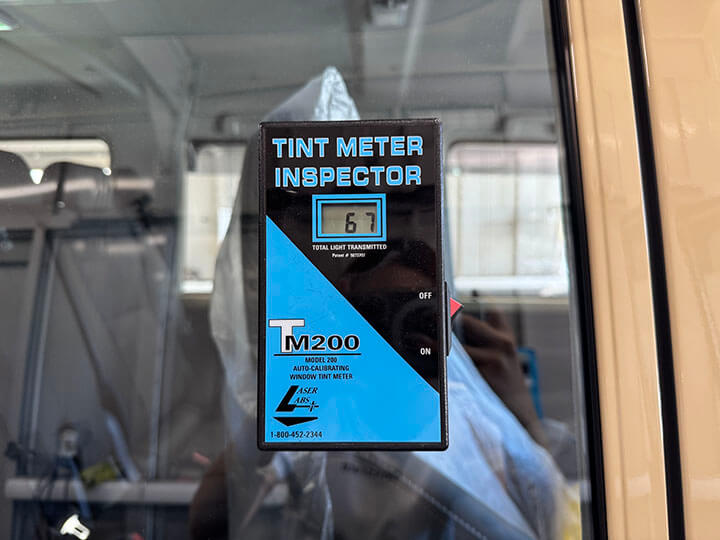 TINT METER
INSPECTOR
67
TOTAL LIGHT TRANSMITTED
OFF
ON
TM200
MODEL 200
AUTO-CALIBRATING
WINDOW TINT METER
LASER
LABS
1-800-452-2344